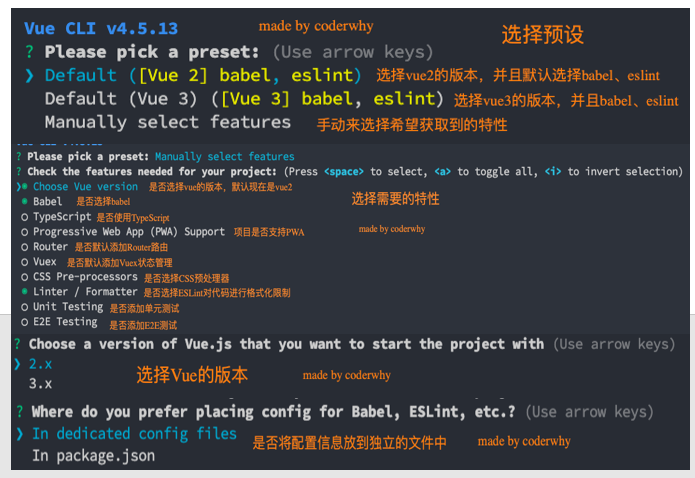 Vue CLI v4.5.13 made by coderwhy 选择预设
? Please pick a preset: (Use arrow keys)
❯ Default ([Vue 2] babel, eslint) 选择vue2的版本，并且默认选择babel、eslint
Default (Vue 3) ([Vue 3] babel, eslint) 选择vue3的版本，并且babel、eslint
Manually select features 手动来选择希望获取到的特性
? Please pick a preset: Manually select features
? Check the features needed for your project: (Press <space> to select, <a> to toggle all, <i> to invert selection)
❯◉ Choose Vue version 是否选择vue的版本，默认现在是vue2
◉ Babel 是否选择babel 选择需要的特性
○ TypeScript 是否使用TypeScript
○ Progressive Web App (PWA) Support 项目是否支持PWA made by coderwhy
○ Router 是否默认添加Router路由
○ Vuex 是否默认添加Vuex状态管理
○ CSS Pre-processors 是否选择CSS预处理器
◉ Linter / Formatter 是否选择ESLint对代码进行格式化限制
○ Unit Testing 是否添加单元测试
○ E2E Testing 是否添加E2E测试
? Choose a version of Vue.js that you want to start the project with (Use arrow keys)
❯ 2.x
3.x 选择Vue的版本 made by coderwhy
? Where do you prefer placing config for Babel, ESLint, etc.? (Use arrow keys)
❯ In dedicated config files 是否将配置信息放到独立的文件中 made by coderwhy
In package.json